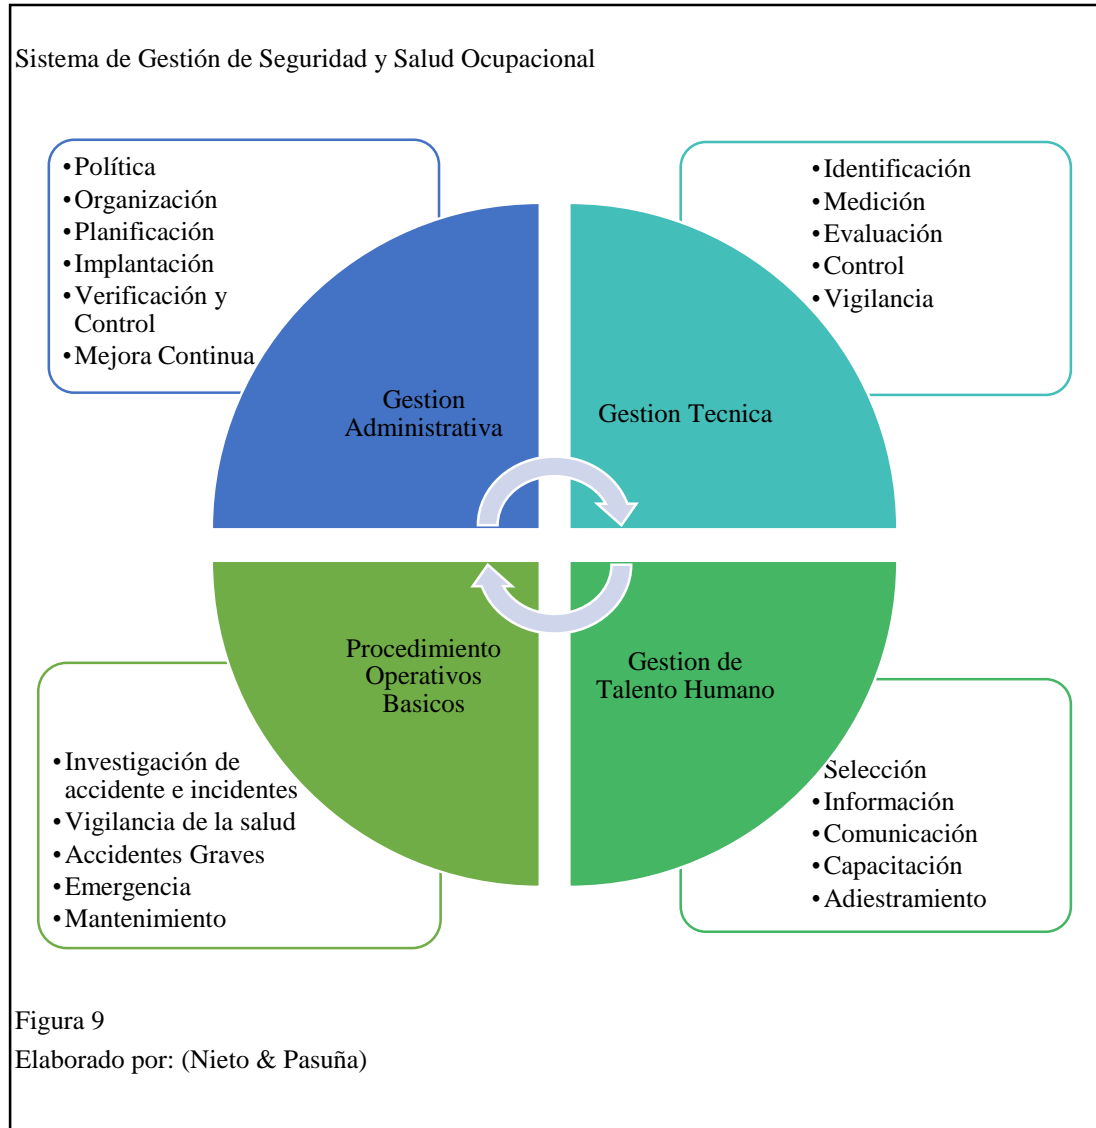 Sistema de Gestión de Seguridad y Salud Ocupacional
•Política
•Organización
•Planificación
•Implantación
•Verificación y
Control
•Mejora Continua
•Identificación
•Medición
•Evaluación
•Control
•Vigilancia
Gestion
Administrativa
Gestion Tecnica
Procedimiento
Operativos
Basicos
Gestion de
Talento Humano
•Investigación de
accidente e incidentes
•Vigilancia de la salud
•Accidentes Graves
•Emergencia
•Mantenimiento
•Selección
•Información
•Comunicación
•Capacitación
•Adiestramiento
Figura 9
Elaborado por: (Nieto & Pasuña)